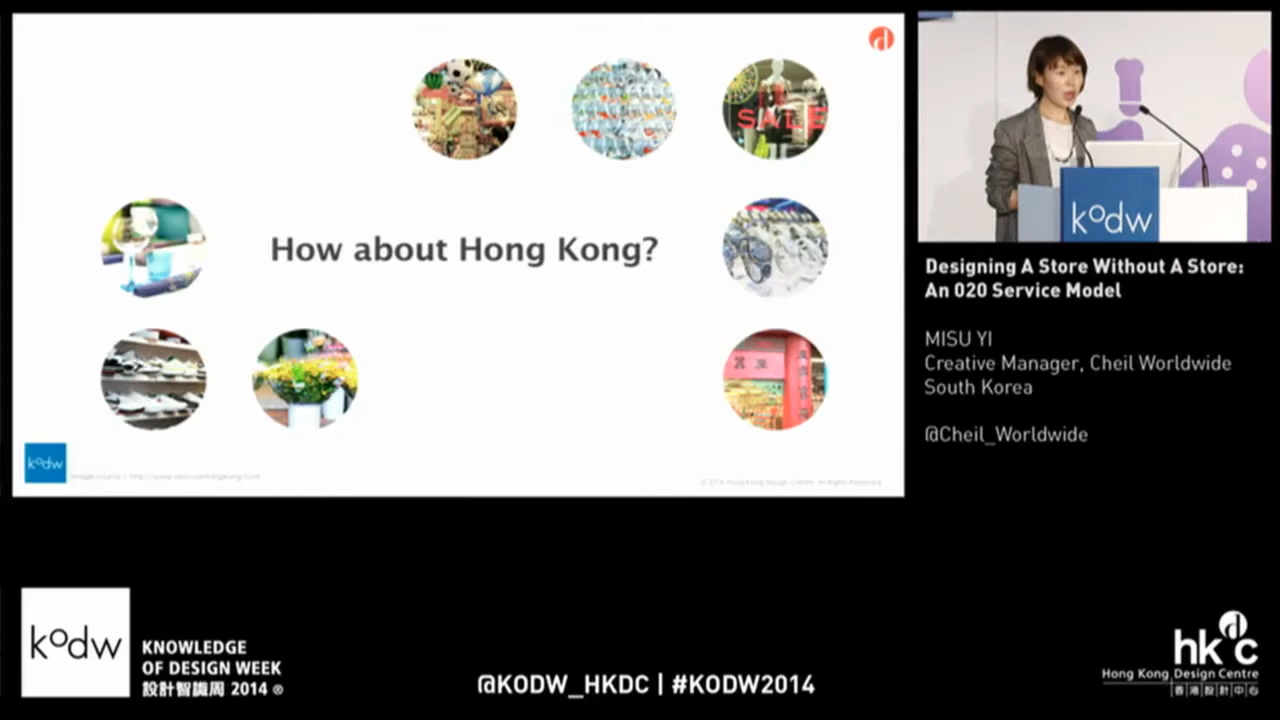 SALE
How about Hong Kong?
kodw
kodw
Designing A Store Without A Store:
An O2O Service Model
MISU YI
Creative Manager, Cheil Worldwide
South Korea
@Cheil_Worldwide
kodw
KNOWLEDGE
OF DESIGN WEEK
設計智識周 2014 ®
@KODW_HKDC | #KODW2014
hkdc
Hong Kong Design Centre
香港設計中心